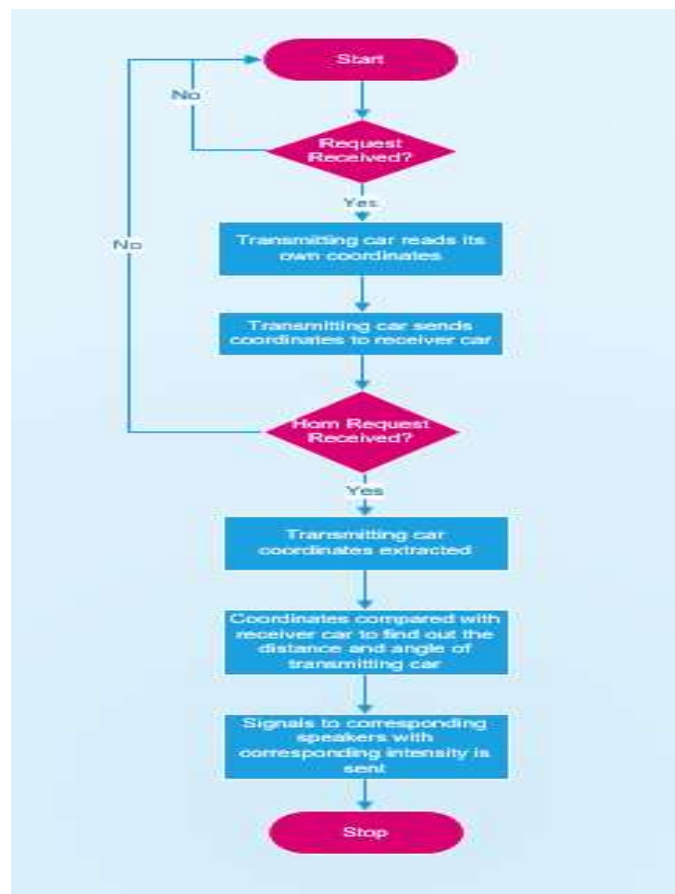 Start
No
Request
Received?
Yes
Transmitting car reads its
own coordinates
No
Transmitting car sends
coordinates to receiver car
Horn Request
Received?
Yes
Transmitting car
coordinates extracted
Coordinates compared with
receiver car to find out the
distance and angle of
transmitting car
Signals to corresponding
speakers with
corresponding intensity is
sent
Stop